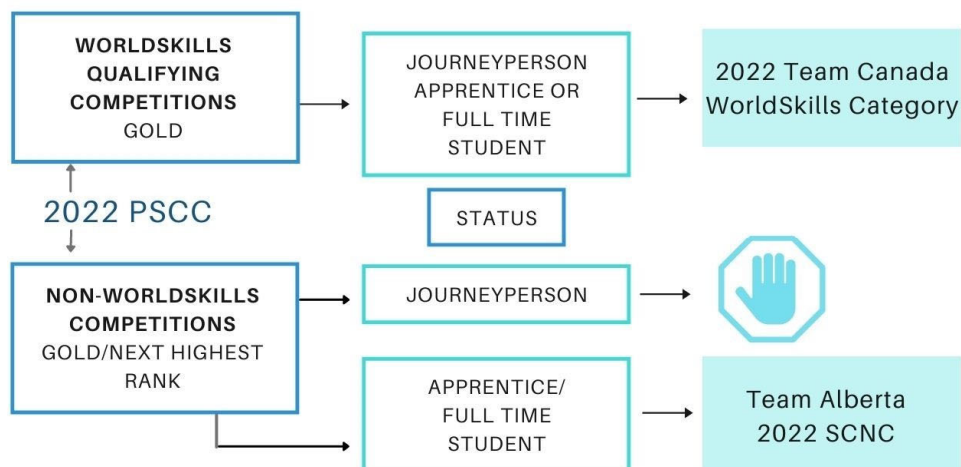 WORLDSKILLS
QUALIFYING
COMPETITIONS
GOLD
JOURNEYPERSON
APPRENTICE OR
FULL TIME
STUDENT
2022 Team Canada
WorldSkills Category
2022 PSCC
STATUS
NON-WORLDSKILLS
COMPETITIONS
GOLD/NEXT HIGHEST
RANK
JOURNEYPERSON
APPRENTICE/
FULL TIME
STUDENT
Team Alberta
2022 SCNC